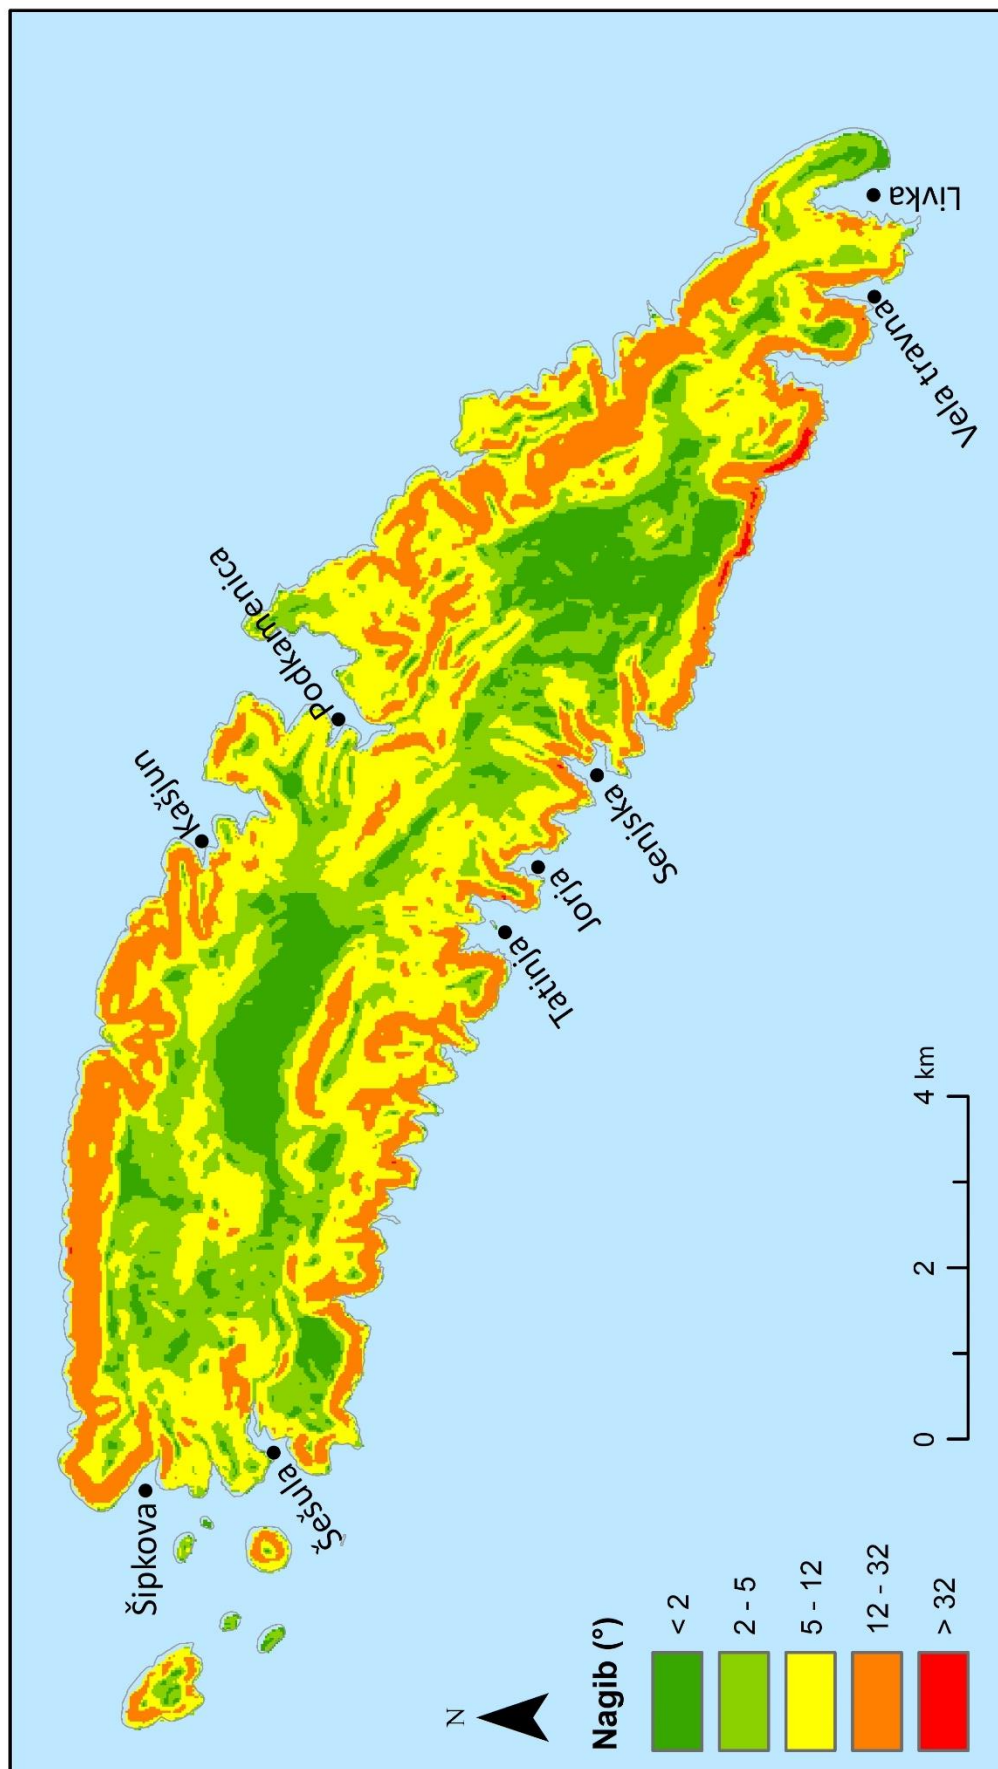 Šipkova
Šešula
Kašjun
Podkamenica
Tatinja
Jorja
Senjska
Vela travna
Livka
N
Nagib (°)
< 2
2 - 5
5 - 12
12 - 32
> 32
0 2 4 km